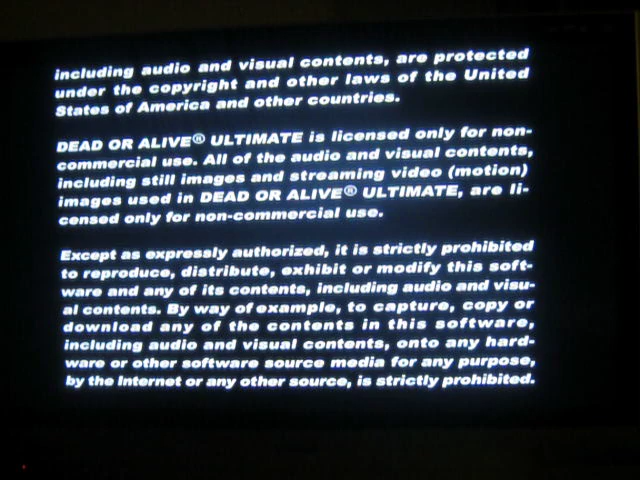 including audio and visual contents, are protected
under the copyright and other laws of the United
States of America and other countries.
DEAD OR ALIVE® ULTIMATE is licensed only for non-
commercial use. All of the audio and visual contents,
including still images and streaming video (motion)
images used in DEAD OR ALIVE® ULTIMATE, are li-
censed only for non-commercial use.
Except as expressly authorized, it is strictly prohibited
to reproduce, distribute, exhibit or modify this soft-
ware and any of its contents, including audio and visu-
al contents. By way of example, to capture, copy or
download any of the contents in this software,
including audio and visual contents, onto any hard-
ware or other software source media for any purpose,
by the Internet or any other source, is strictly prohibited.